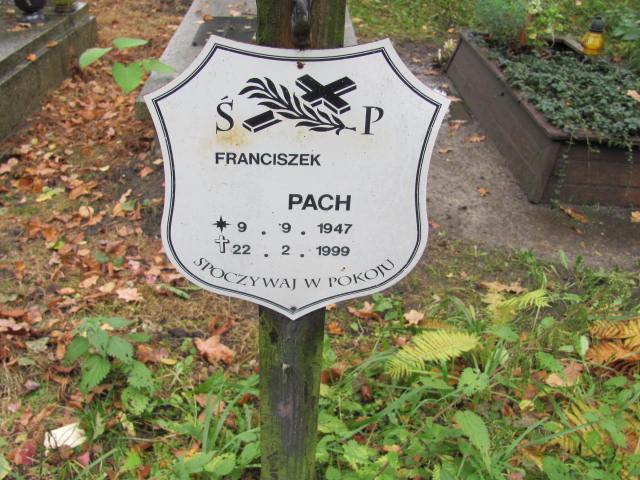 Ś P
FRANCISZEK
PACH
9 . 9 . 1947
22 . 2 . 1999
SPOCZYWAJ W POKOJU